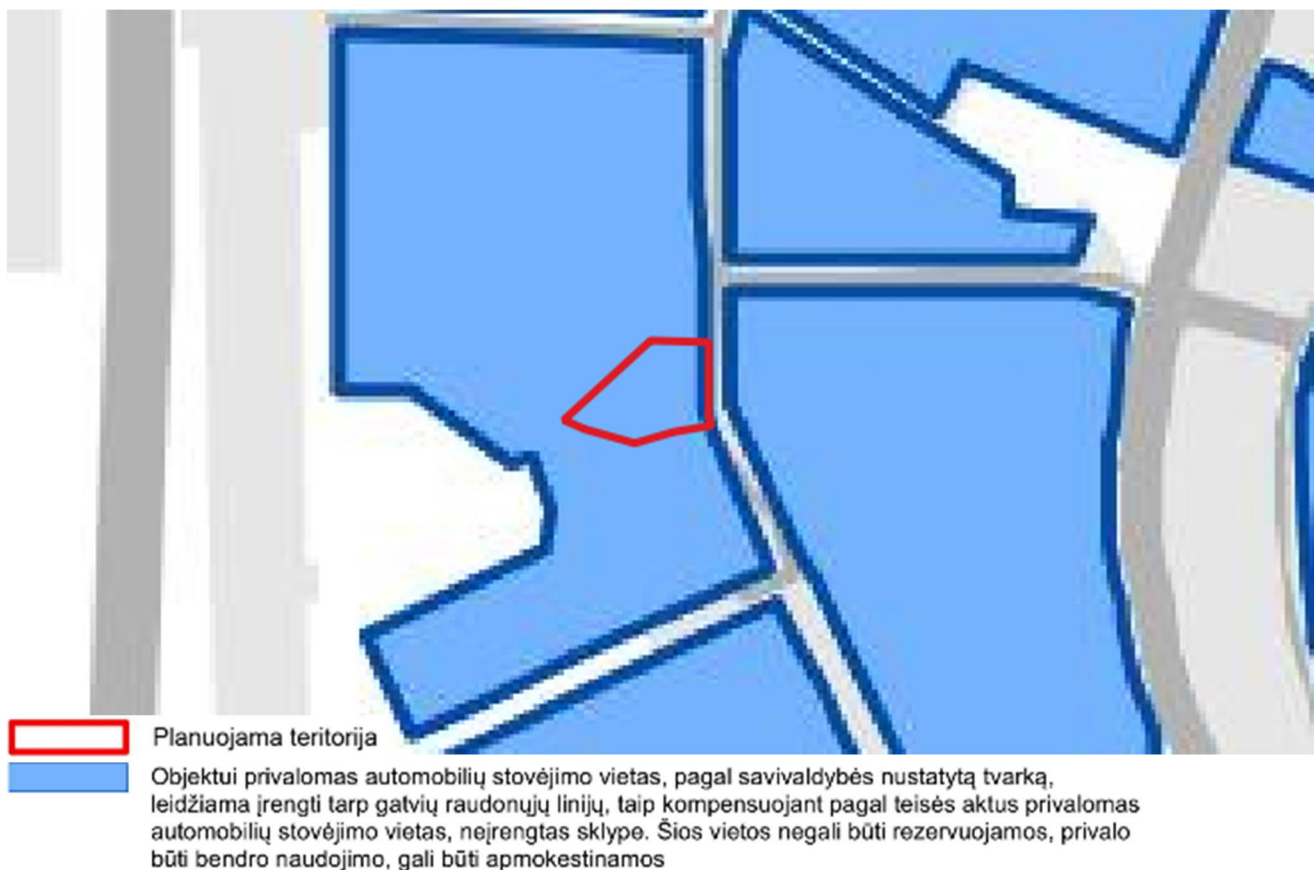 Planuojama teritorija
Objektui privalomas automobilių stovėjimo vietas, pagal savivaldybės nustatytą tvarką,
leidžiama įrengti tarp gatvių raudonųjų linijų, taip kompensuojant pagal teisės aktus privalomas
automobilių stovėjimo vietas, neįrengtas sklype. Šios vietos negali būti rezervuojamos, privalo
būti bendro naudojimo, gali būti apmokestinamos